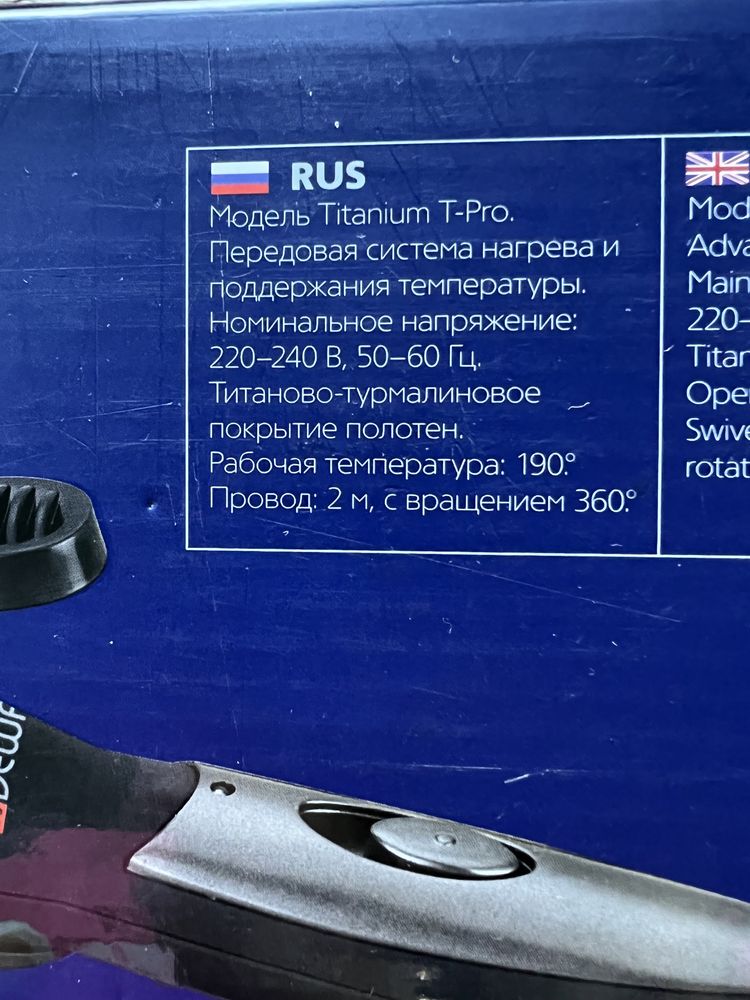 RUS
Модель Titanium T-Pro.
Передовая система нагрева и
поддержания температуры.
Номинальное напряжение:
220–240 В, 50–60 Гц.
Титаново-турмалиновое
покрытие полотен.
Рабочая температура: 190°.
Провод: 2 м, с вращением 360°.
Mod
Adva
Main
220–
Titan
Oper
Swive
rotat